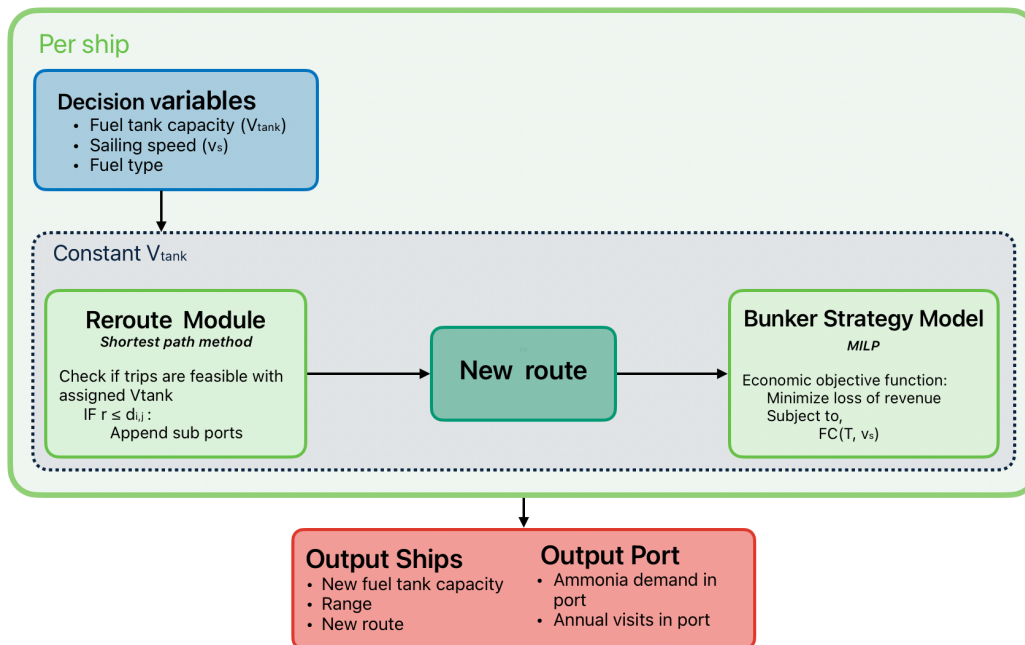 Per ship
Decision variables
• Fuel tank capacity (Vtank)
• Sailing speed (vs)
• Fuel type
Constant Vtank
Reroute Module
Shortest path method
Check if trips are feasible with
assigned Vtank
IF r ≤ di,j :
Append sub ports
New route
Bunker Strategy Model
MILP
Economic objective function:
Minimize loss of revenue
Subject to,
FC(T, vs)
Output Ships
• New fuel tank capacity
• Range
• New route
Output Port
• Ammonia demand in
port
• Annual visits in port